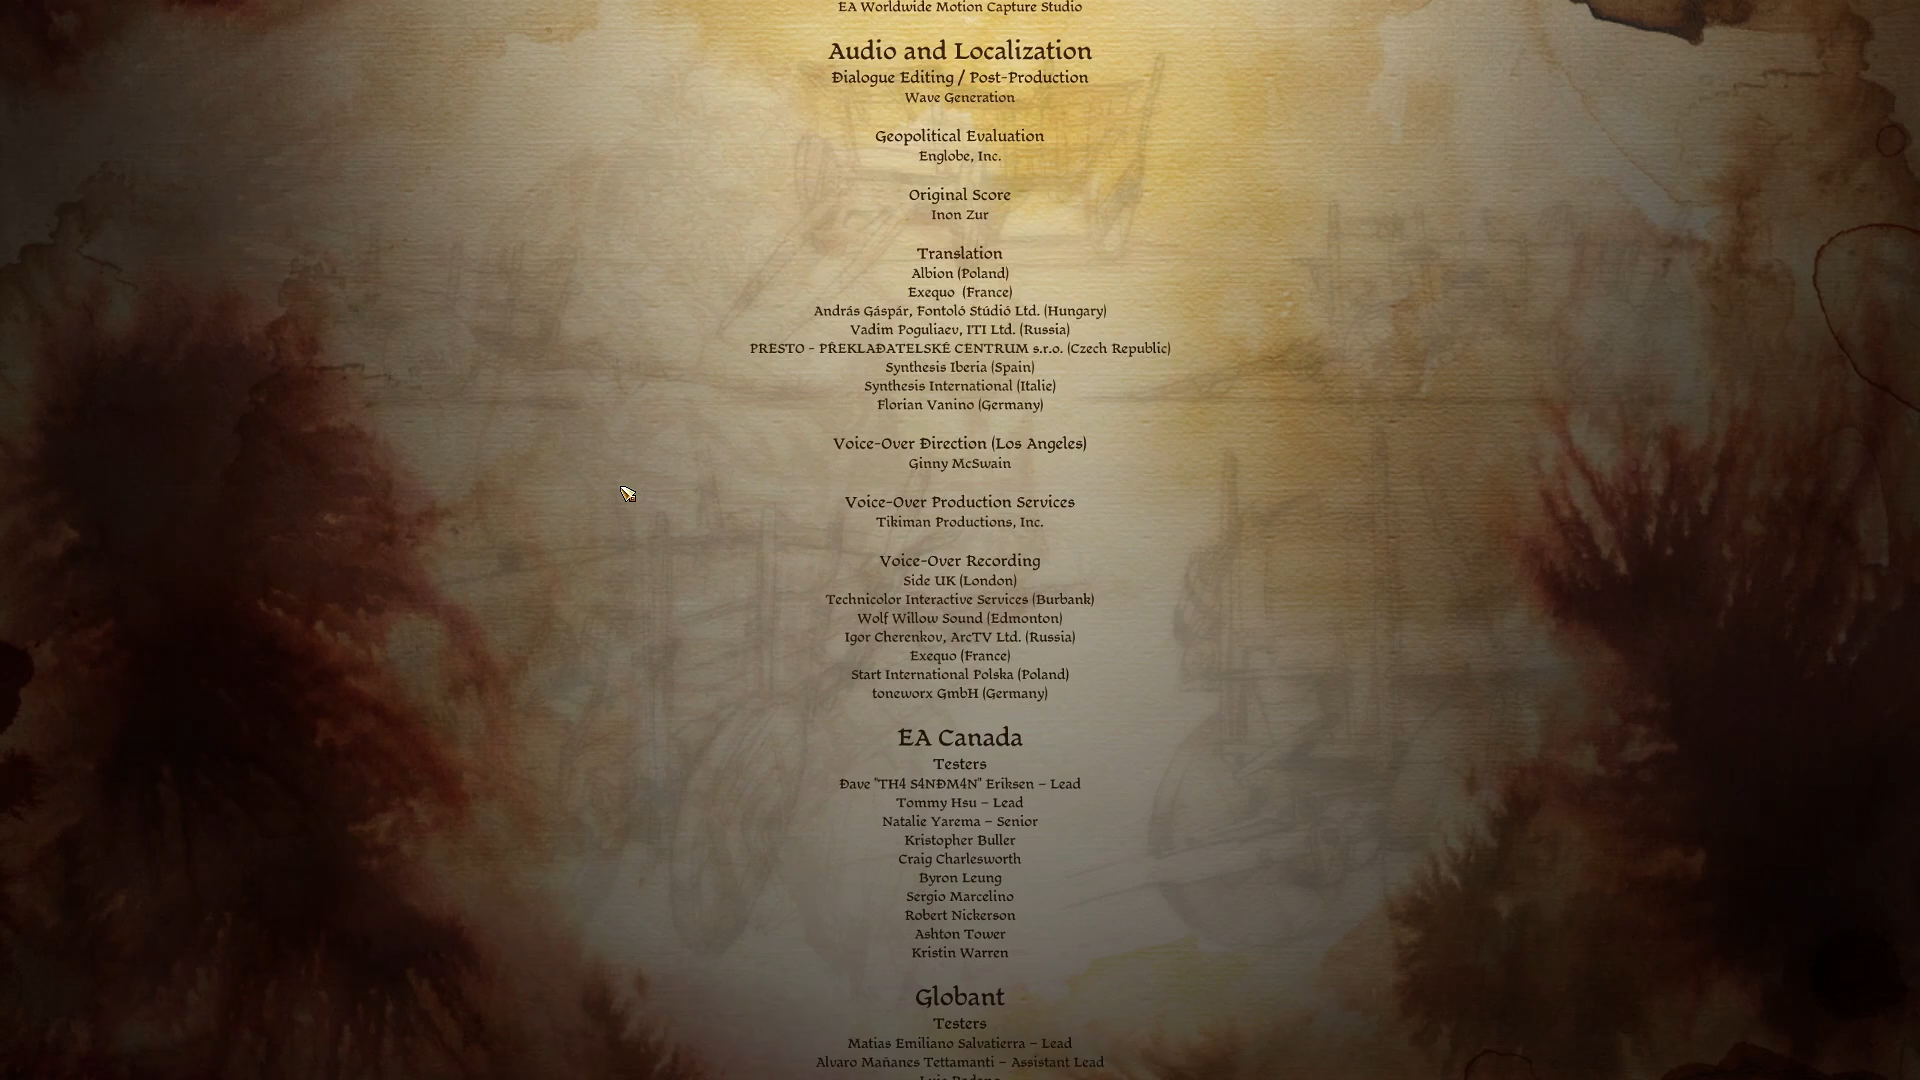 EA Worldwide Motion Capture Studio
Audio and Localization
Dialogue Editing / Post-Production
Wave Generation
Geopolitical Evaluation
Englobe, Inc.
Original Score
Inon Zur
Translation
Albion (Poland)
Exequo (France)
András Gáspár, Fontoló Stúdió Ltd. (Hungary)
Vadim Poguliaev, ITI Ltd. (Russia)
PRESTO - PŘEKLADATELSKÉ CENTRUM s.r.o. (Czech Republic)
Synthesis Iberia (Spain)
Synthesis International (Italie)
Florian Vanino (Germany)
Voice-Over Direction (Los Angeles)
Ginny McSwain
Voice-Over Production Services
Tikiman Productions, Inc.
Voice-Over Recording
Side UK (London)
Technicolor Interactive Services (Burbank)
Wolf Willow Sound (Edmonton)
Igor Cherenkov, ArcTV Ltd. (Russia)
Exequo (France)
Start International Polska (Poland)
toneworx GmbH (Germany)
EA Canada
Testers
Dave "TH4 S4NDM4N" Eriksen – Lead
Tommy Hsu – Lead
Natalie Yarema – Senior
Kristopher Buller
Craig Charlesworth
Byron Leung
Sergio Marcelino
Robert Nickerson
Ashton Tower
Kristin Warren
Globant
Testers
Matias Emiliano Salvatierra – Lead
Alvaro Mañanes Tettamanti – Assistant Lead